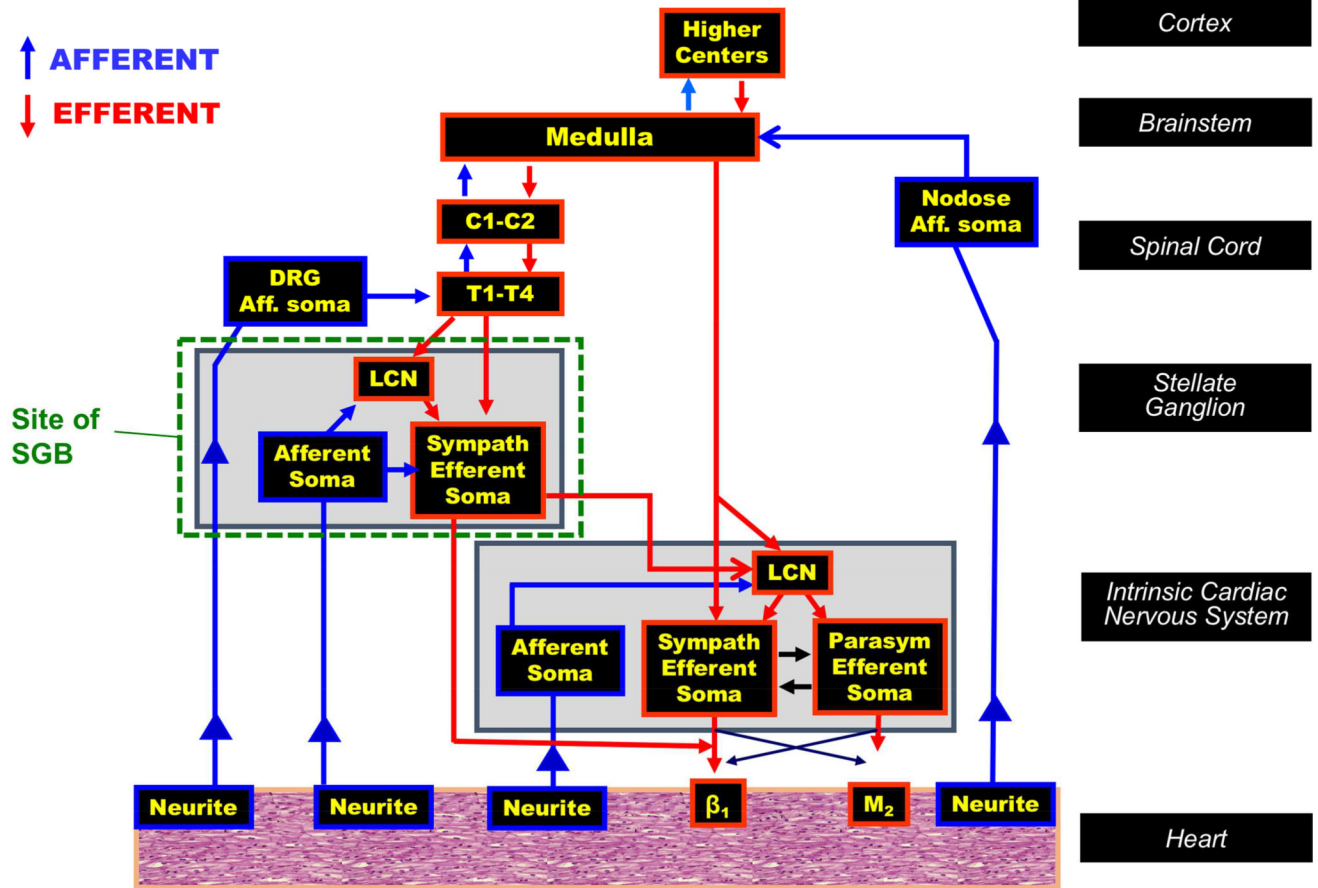 AFFERENT
EFFERENT
Higher
Centers
Cortex
Medulla
Brainstem
C1-C2
Nodose
Aff. soma
Spinal Cord
DRG
Aff. soma
T1-T4
LCN
Stellate
Ganglion
Site of
SGB
Afferent
Soma
Sympath
Efferent
Soma
LCN
Intrinsic Cardiac
Nervous System
Afferent
Soma
Sympath
Efferent
Soma
Parasym
Efferent
Soma
Neurite
Neurite
Neurite
β₁
M₂
Neurite
Heart